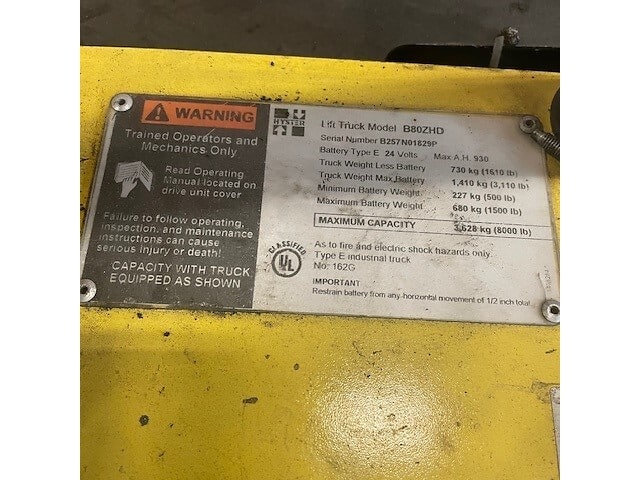 WARNING
Trained Operators and
Mechanics Only
Read Operating
Manual located on
drive unit cover
Failure to follow operating,
inspection, and maintenance
instructions can cause
serious injury or death!
CAPACITY WITH TRUCK
EQUIPPED AS SHOWN
HYSTER
Lift Truck Model B80ZHD
Serial Number B257N01829P
Battery Type E 24 Volts Max A.H. 930
Truck Weight Less Battery 730 kg (1610 lb)
Truck Weight Max Battery 1,410 kg (3,110 lb)
Minimum Battery Weight 227 kg (500 lb)
Maximum Battery Weight 680 kg (1500 lb)
MAXIMUM CAPACITY 3,628 kg (8000 lb)
CLASSIFIED
UL
As to fire and electric shock hazards only.
Type E industrial truck
No. 162G
IMPORTANT
Restrain battery from any horizontal movement of 1/2 inch total.